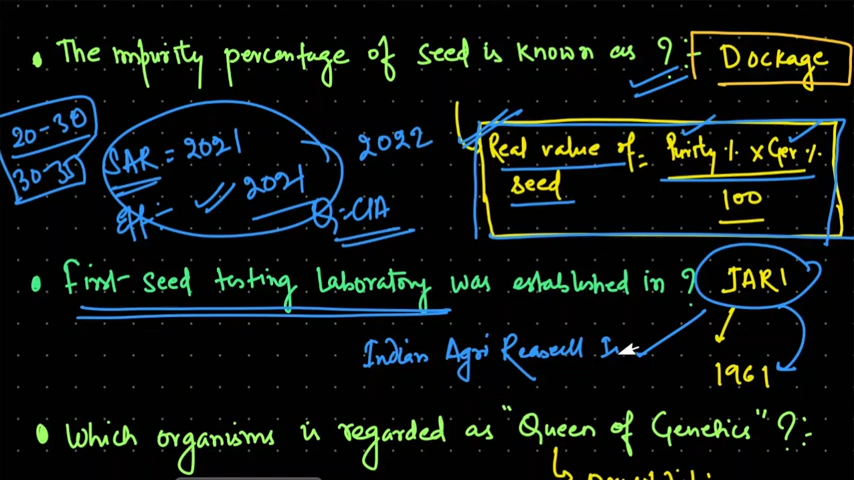 • The impurity percentage of seed is known as ? :- Dockage
20-30
30-35
SAR = 2021
2022
2021
Q-CIA
Real value of seed = Purity % x Ger %
100
• First seed testing laboratory was established in ? IARI
Indian Agri
1961
• Which organisms is regarded as "Queen of Genetics" ? :-